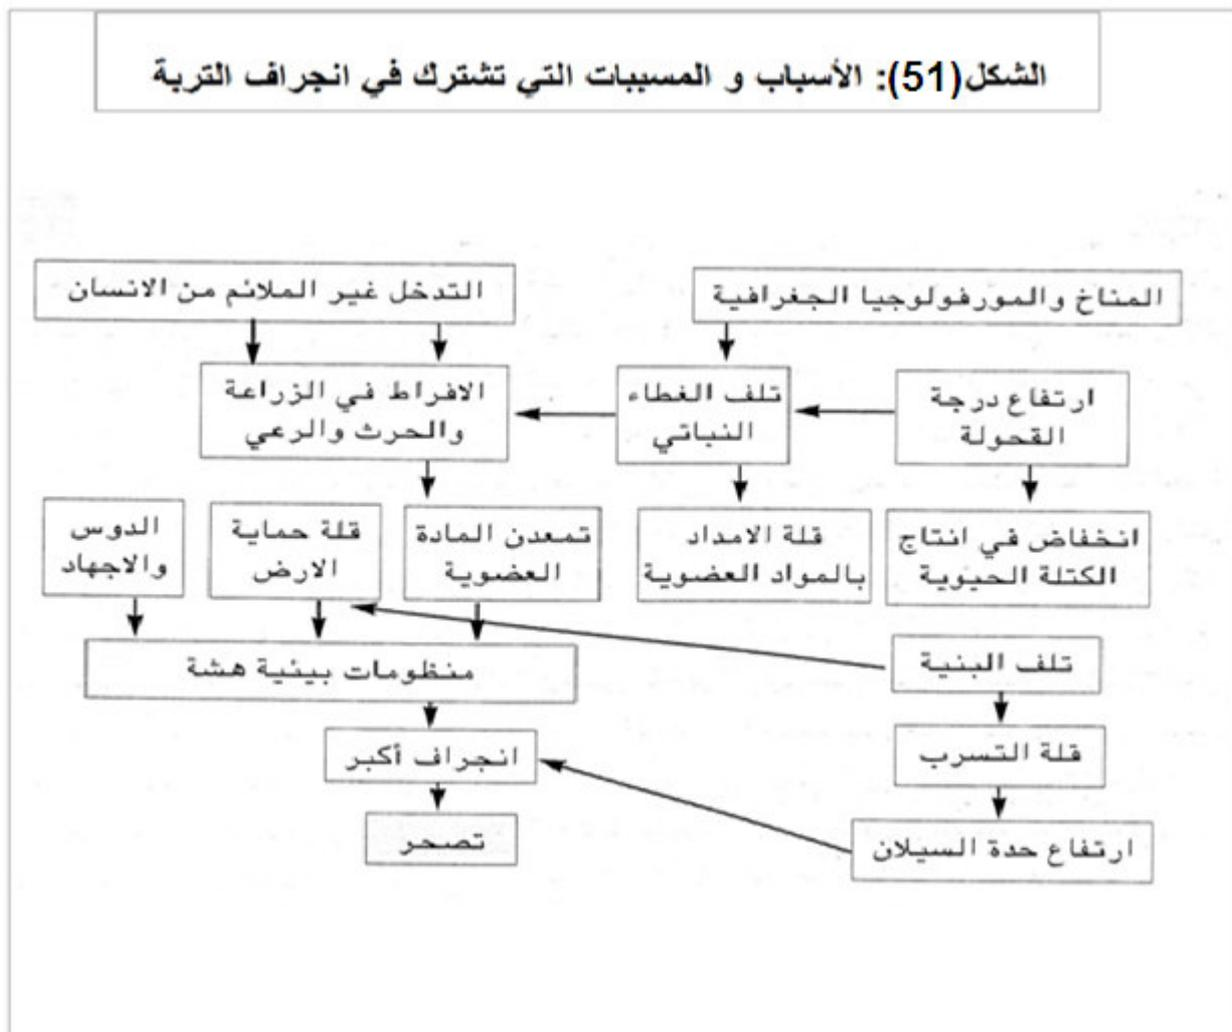 الشكل(51): الأسباب و المسببات التي تشترك في انجراف التربة
المناخ والمورفولوجيا الجغرافية
التدخل غير الملائم من الانسان
ارتفاع درجة
القحولة
تلف الغطاء
النباتي
الافراط في الزراعة
والحرث والرعي
انخفاض في انتاج
الكتلة الحيوية
قلة الامداد
بالمواد العضوية
تمعدن المادة
العضوية
قلة حماية
الارض
الدوس
والاجهاد
تلف البنية
منظومات بيئية هشة
قلة التسرب
انجراف أكبر
ارتفاع حدة السيلان
تصحر